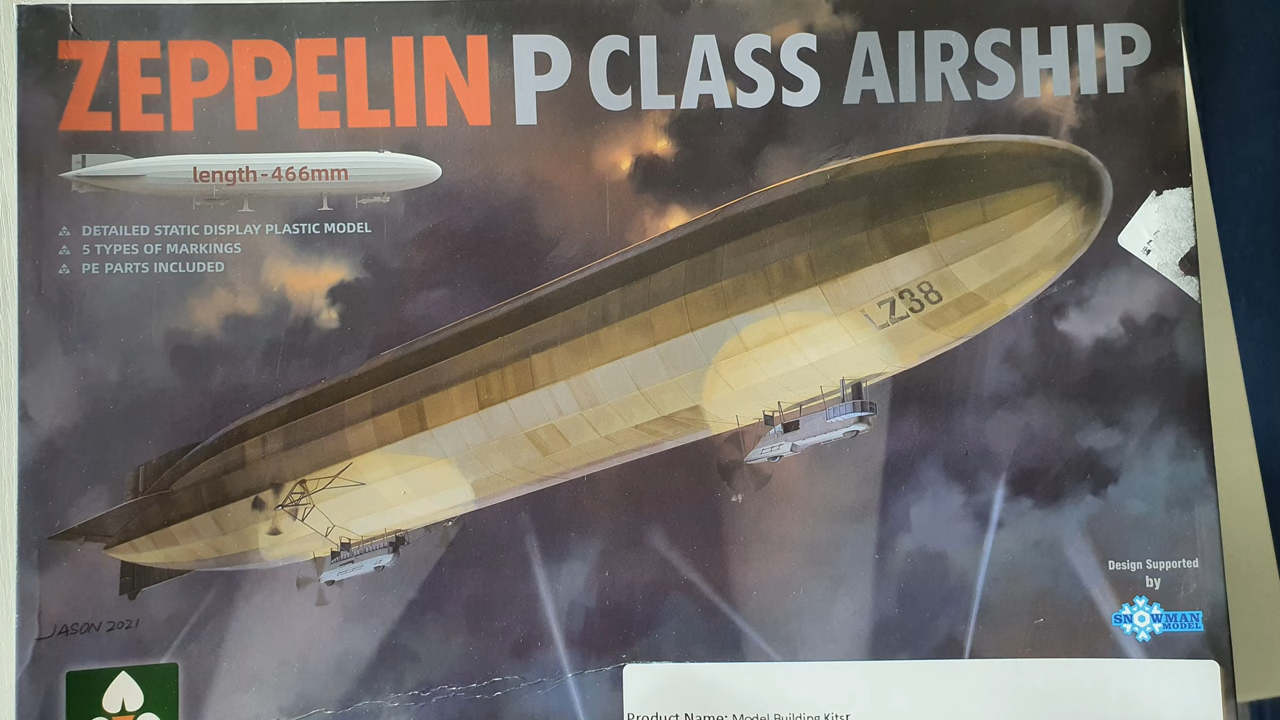 ZEPPELIN P CLASS AIRSHIP
length-466mm
DETAILED STATIC DISPLAY PLASTIC MODEL
5 TYPES OF MARKINGS
PE PARTS INCLUDED
LZ38
Design Supported
by
SNOWMAN
MODEL
JASON 2021
Product Name: Model Building Kitsr